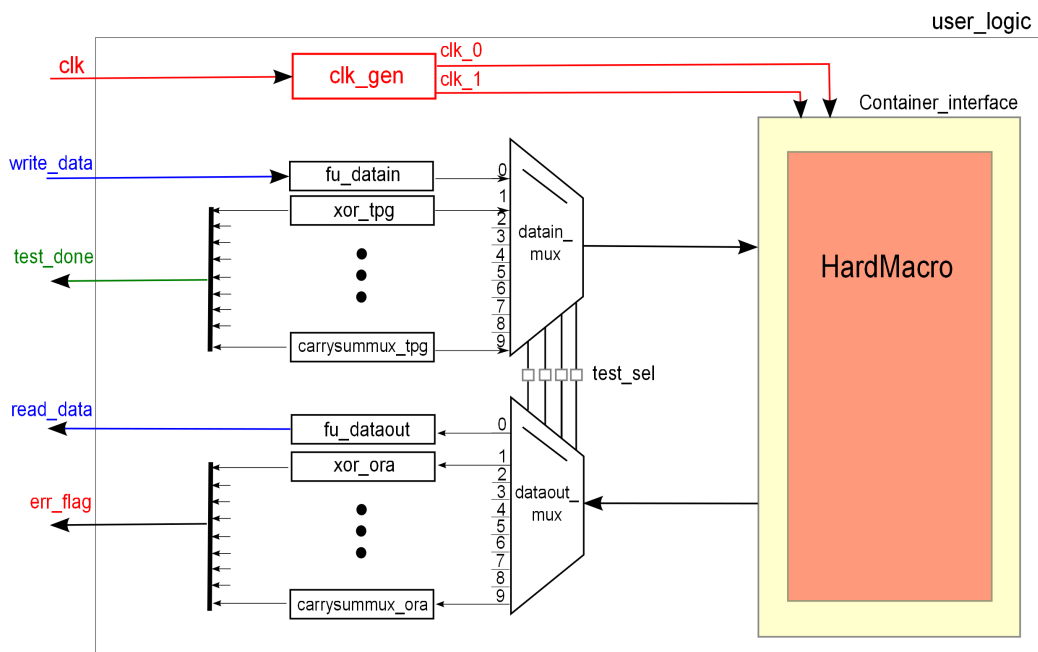 user_logic
clk
clk_gen
clk_0
clk_1
Container_interface
HardMacro
write_data
fu_datain
xor_tpg
carrysummux_tpg
test_done
0
1
2
3
4
5
6
7
8
9
datain_
mux
test_sel
read_data
fu_dataout
xor_ora
carrysummux_ora
err_flag
0
1
2
3
4
5
6
7
8
9
dataout_
mux